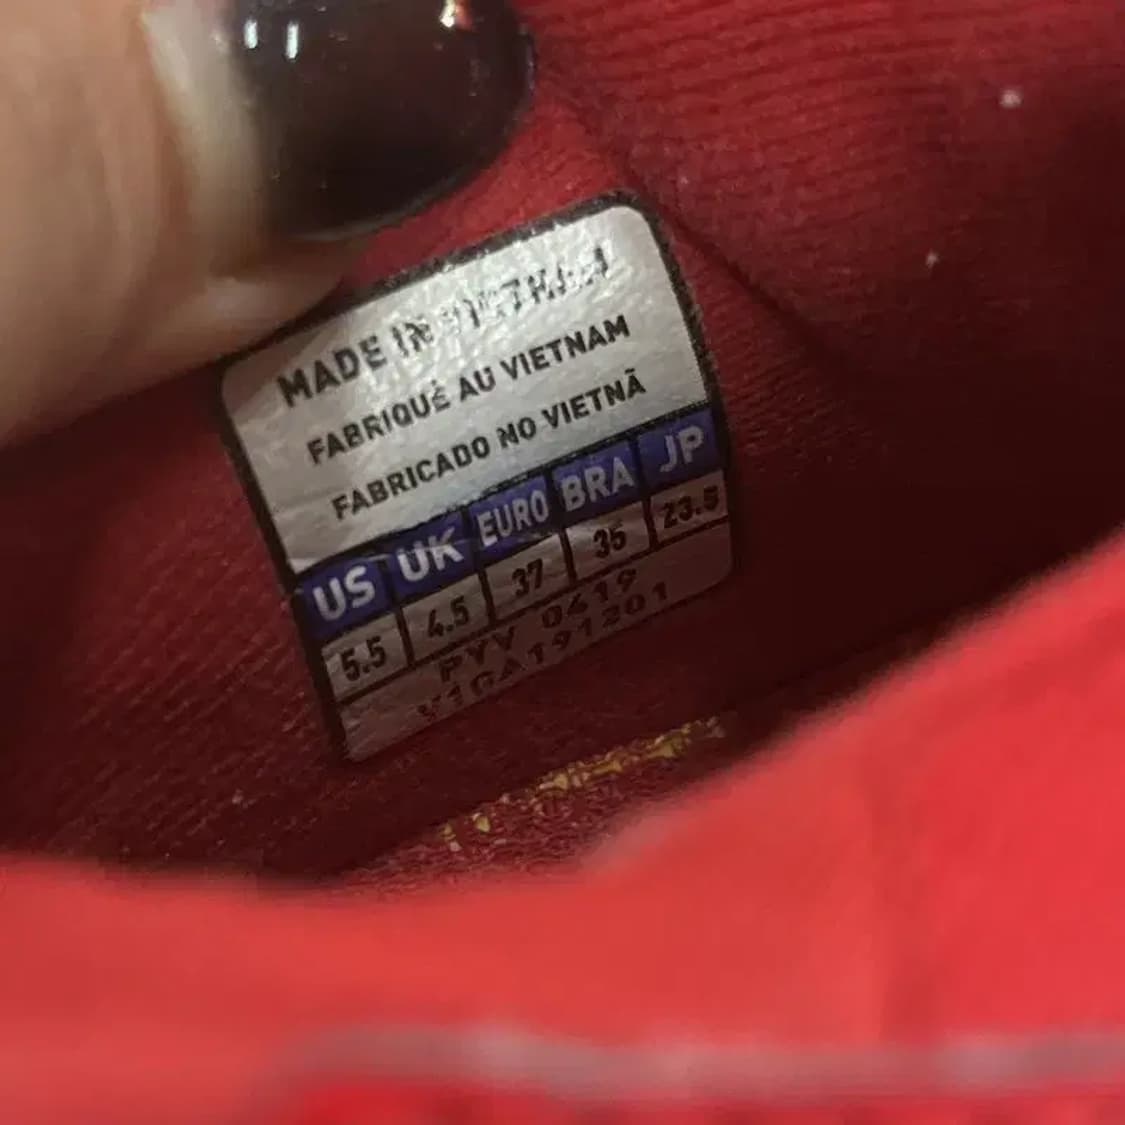 MADE IN VIETNAM
FABRIQUÉ AU VIETNAM
FABRICADO NO VIETNÃ
US UK EURO BRA JP
5.5 4.5 37 35 23.5
PYV 0419
V1GA191201